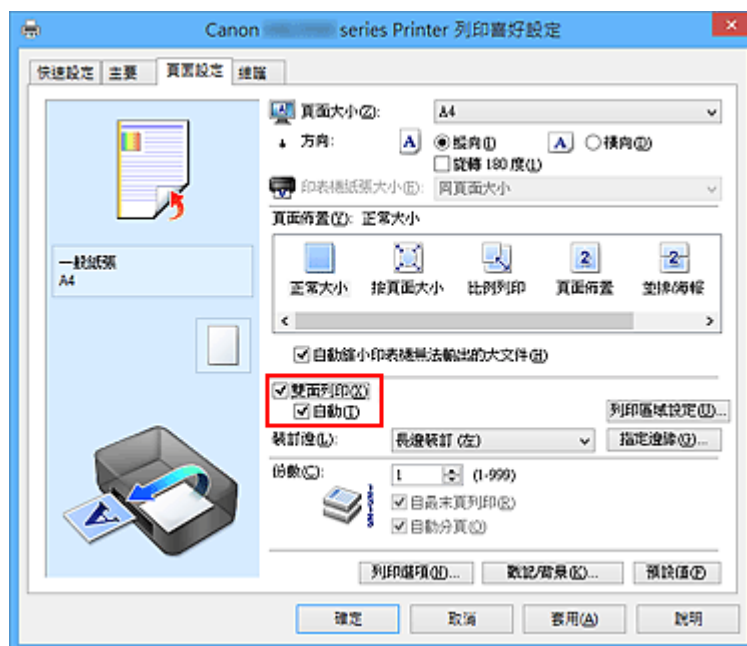 Canon series Printer 列印喜好設定
快速設定 主要 頁面設定 維護
頁面大小(Z): A4
方向: A 縱向(I) A 橫向(D)
旋轉 180 度(L)
印表機紙張大小(E): 同頁面大小
頁面佈置(Y): 正常大小
正常大小 按頁面大小 比例列印 頁面佈置 並排/海報
一般紙張
A4
自動縮小印表機無法輸出的大文件(H)
雙面列印(X)
自動(T)
列印區域設定(U)...
裝訂邊(L): 長邊裝訂 (左) 指定邊緣(G)...
份數(C): 1 (1-999)
自最末頁列印(R)
自動分頁(O)
列印選項(N)... 戳記/背景(K)... 預設值(F)
確定 取消 套用(A) 說明